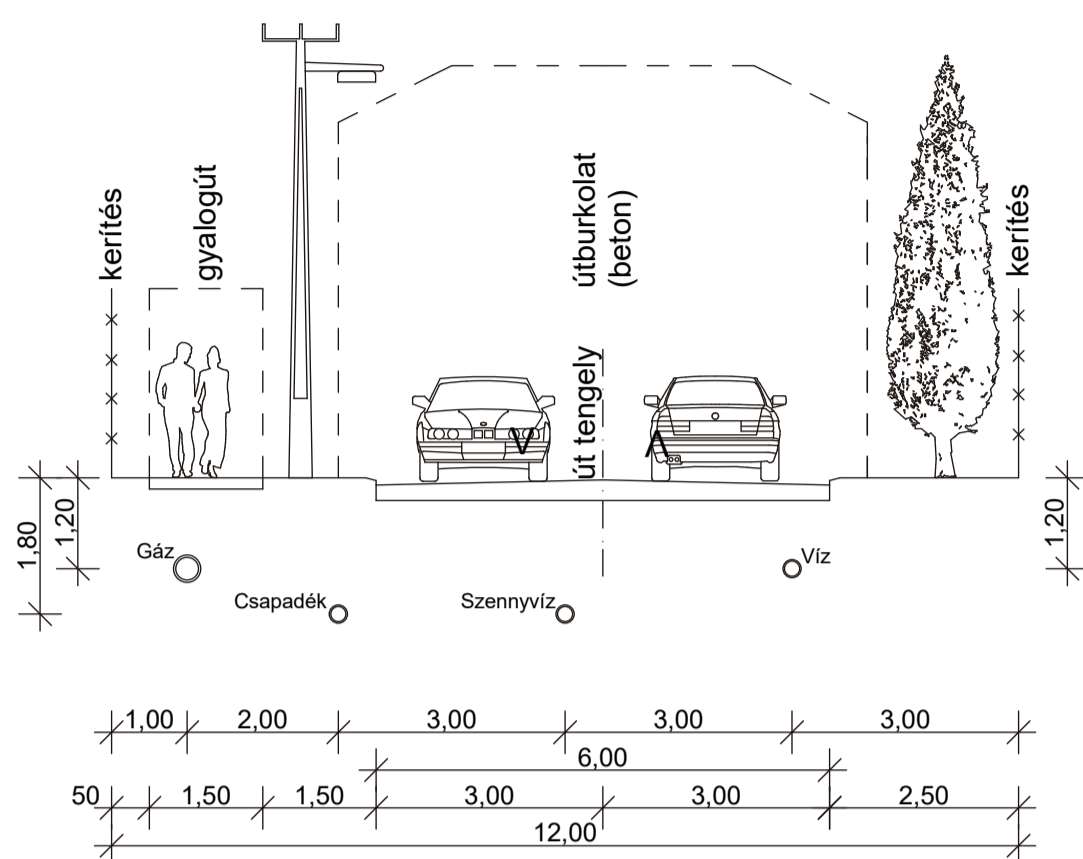 kerítés
gyalogút
útburkolat
(beton)
kerítés
út tengely
V
Λ
1,80
1,20
1,20
Gáz
Víz
Csapadék
Szennyvíz
1,00
2,00
3,00
3,00
3,00
6,00
50
1,50
1,50
3,00
3,00
2,50
12,00